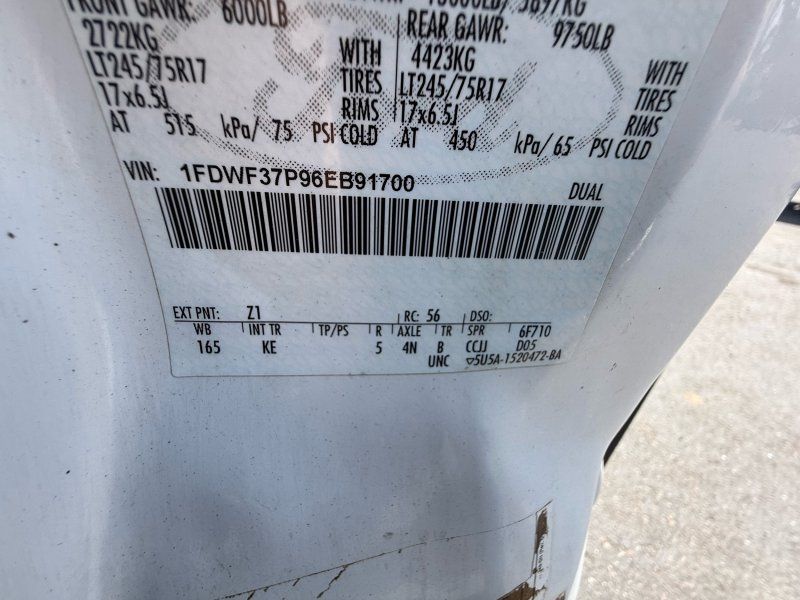 FRONT GAWR: 6000LB
2722KG WITH
LT245/75R17 TIRES
17x6.5J RIMS
AT 515 kPa/ 75 PSI COLD
REAR GAWR: 9750LB
4423KG WITH
LT245/75R17 TIRES
17x6.5J RIMS
AT 450 kPa/65 PSI COLD
VIN: 1FDWF37P96EB91700
DUAL
EXT PNT: Z1 RC: 56 DSO:
WB INT TR TP/PS R AXLE TR SPR 6F710
165 KE 5 4N B CCJJ D05
UNC ▽5U5A-1520472-BA